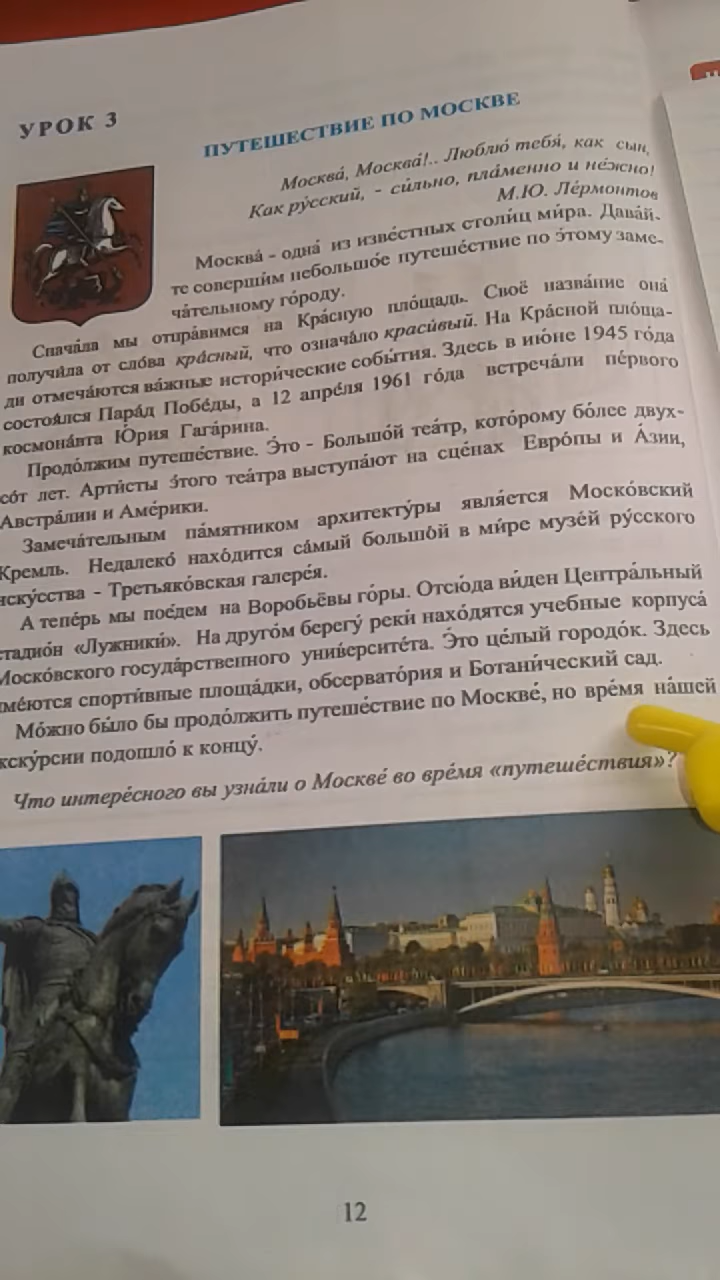 УРОК 3
ПУТЕШЕСТВИЕ ПО МОСКВЕ
Москва́, Москва́!.. Люблю́ тебя́, как сын,
Как ру́сский, - си́льно, пла́менно и не́жно!
М.Ю. Ле́рмонтов
Москва́ - одна́ из изве́стных столи́ц ми́ра. Дава́й-
те соверши́м небольшо́е путеше́ствие по э́тому заме-
ча́тельному го́роду.
Снача́ла мы отпра́вимся на Кра́сную пло́щадь. Своё назва́ние она́
получи́ла от сло́ва кра́сный, что означа́ло краси́вый. На Кра́сной пло́ща-
ди отмеча́ются ва́жные истори́ческие собы́тия. Здесь в ию́не 1945 го́да
состоя́лся Пара́д Побе́ды, а 12 апре́ля 1961 го́да встреча́ли пе́рвого
космона́вта Ю́рия Гага́рина.
Продо́лжим путеше́ствие. Э́то - Большо́й теа́тр, кото́рому бо́лее двух-
со́т лет. Арти́сты э́того теа́тра выступа́ют на сце́нах Евро́пы и А́зии,
Австра́лии и Аме́рики.
Замеча́тельным па́мятником архитекту́ры явля́ется Моско́вский
Кремль. Недалеко́ нахо́дится са́мый большо́й в ми́ре музе́й ру́сского
иску́сства - Третьяко́вская галере́я.
А тепе́рь мы пое́дем на Воробьёвы го́ры. Отсю́да ви́ден Центра́льный
стадио́н «Лужники́». На друго́м берегу́ реки́ нахо́дятся уче́бные корпуса́
Моско́вского госуда́рственного университе́та. Э́то це́лый городо́к. Здесь
име́ются спорти́вные площа́дки, обсервато́рия и Ботани́ческий сад.
Мо́жно бы́ло бы продо́лжить путеше́ствие по Москве́, но вре́мя на́шей
экску́рсии подошло́ к концу́.
Что интере́сного вы узна́ли о Москве́ во вре́мя «путеше́ствия»?
12